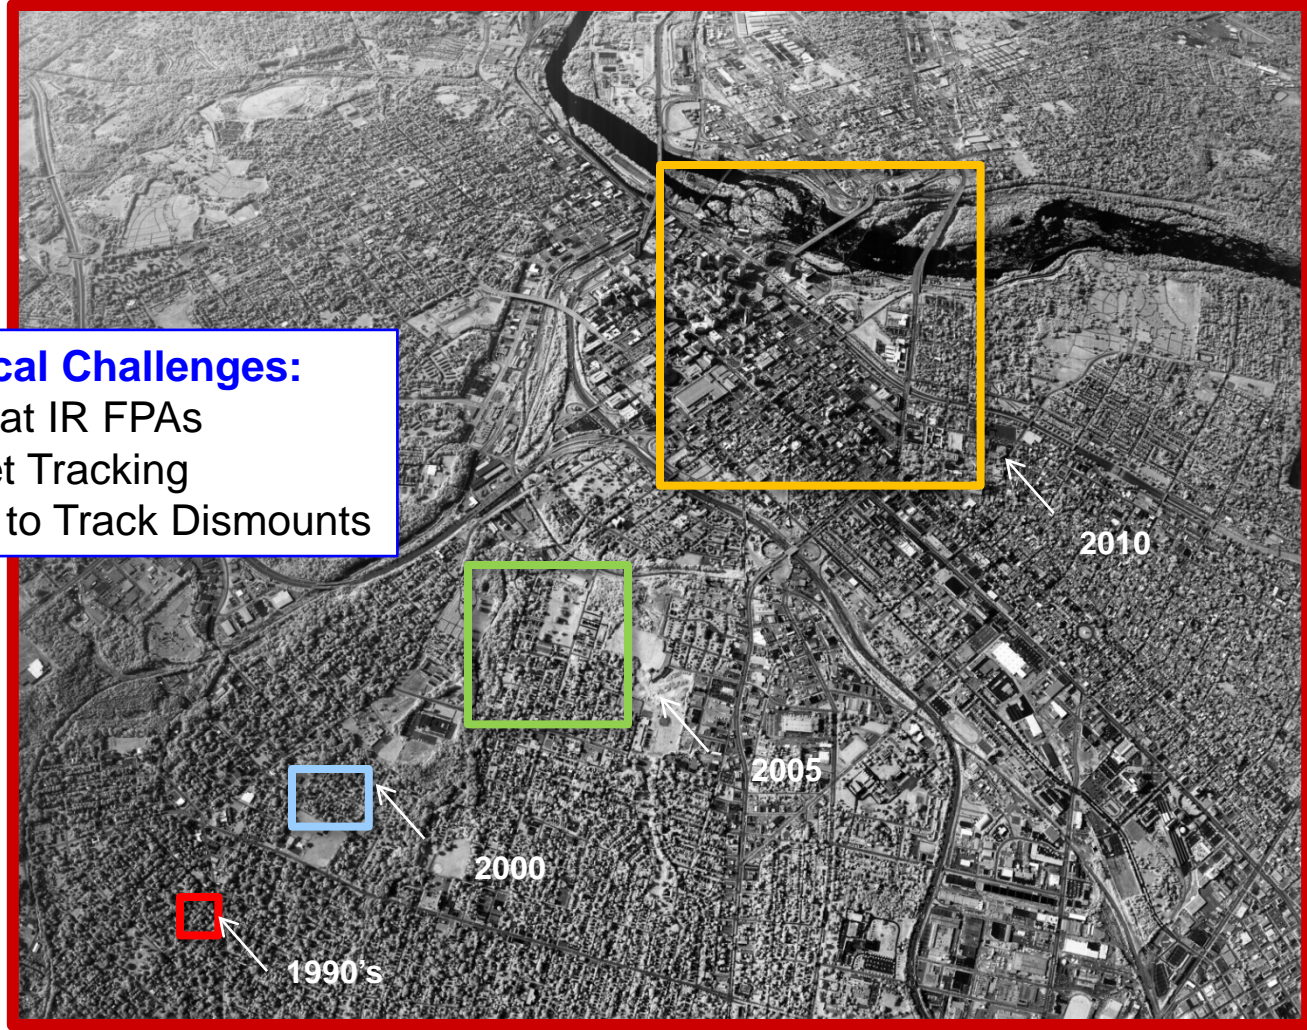 cal Challenges:
at IR FPAs
et Tracking
to Track Dismounts
2010
2005
2000
1990's